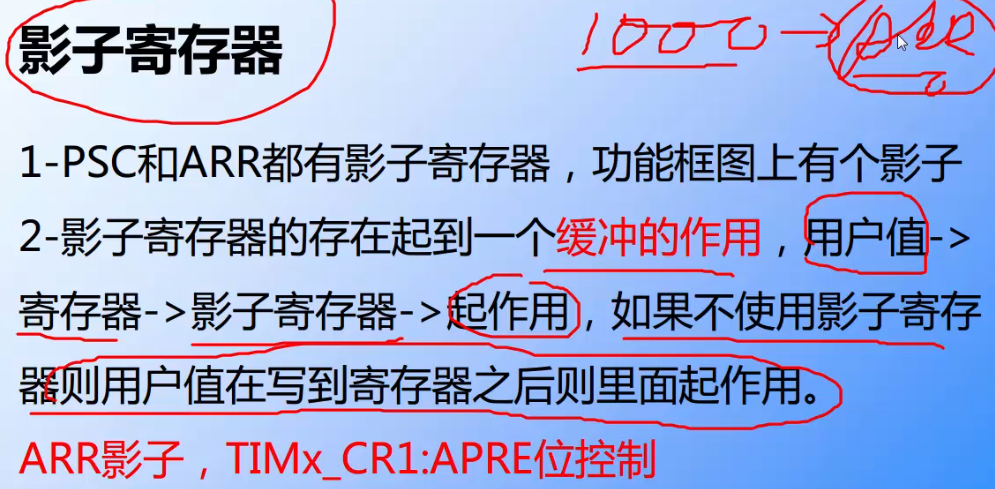 影子寄存器
1000
1-PSC和ARR都有影子寄存器，功能框图上有个影子
2-影子寄存器的存在起到一个缓冲的作用，用户值->
寄存器->影子寄存器->起作用，如果不使用影子寄存
器则用户值在写到寄存器之后则里面起作用。
ARR影子，TIMx_CR1:APRE位控制